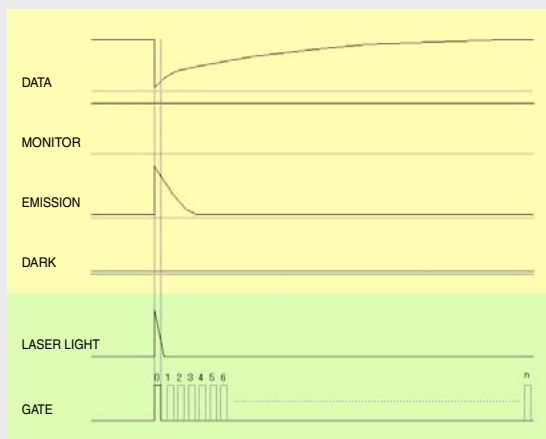 DATA
MONITOR
EMISSION
DARK
LASER LIGHT
0 1 2 3 4 5 6 n
GATE